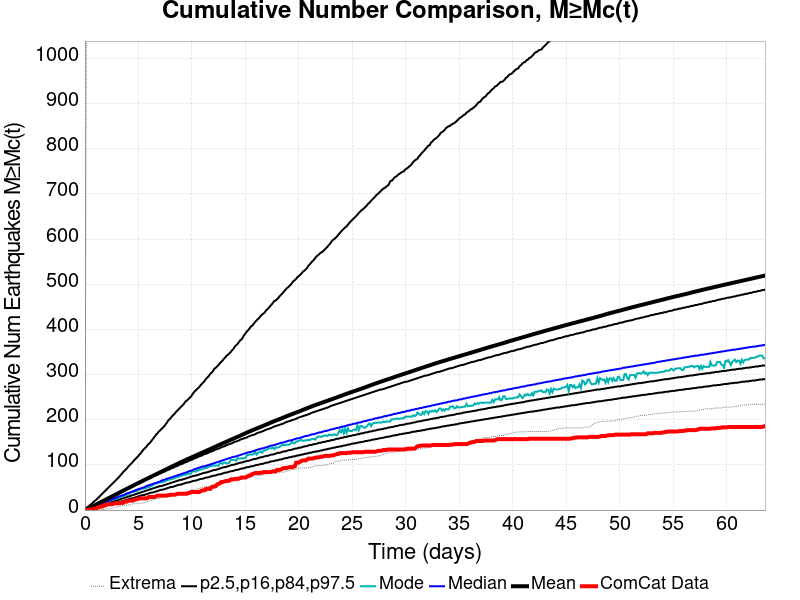 Cumulative Number Comparison, M≥Mc(t)
Cumulative Num Earthquakes M≥Mc(t)
1000
900
800
700
600
500
400
300
200
100
0
0 5 10 15 20 25 30 35 40 45 50 55 60
Time (days)
Extrema p2.5,p16,p84,p97.5 Mode Median Mean ComCat Data